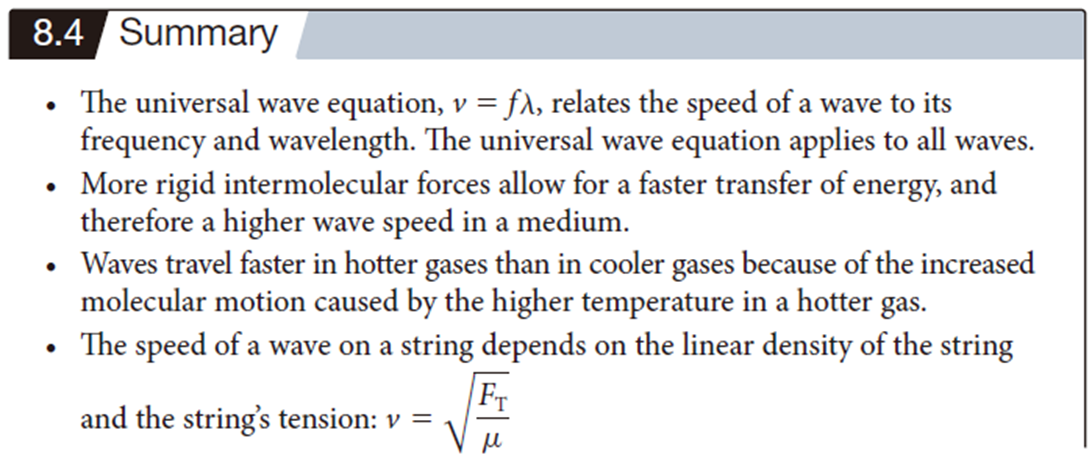 8.4 Summary
• The universal wave equation, v = fλ, relates the speed of a wave to its
frequency and wavelength. The universal wave equation applies to all waves.
• More rigid intermolecular forces allow for a faster transfer of energy, and
therefore a higher wave speed in a medium.
• Waves travel faster in hotter gases than in cooler gases because of the increased
molecular motion caused by the higher temperature in a hotter gas.
• The speed of a wave on a string depends on the linear density of the string
and the string’s tension: v = √(F_T/μ)